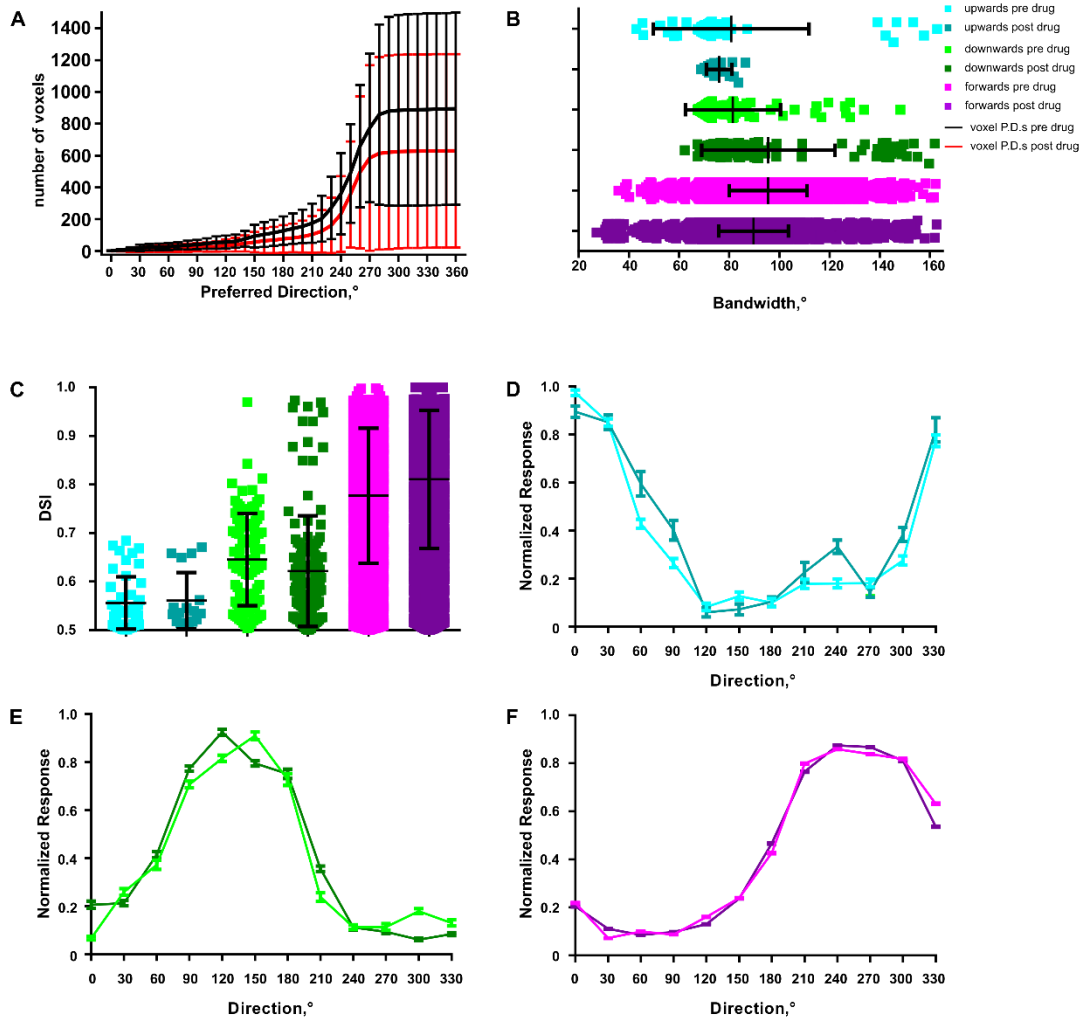 A
1400
1200
1000
800
600
400
200
0
number of voxels
0 30 60 90 120 150 180 210 240 270 300 330 360
Preferred Direction,°
B
20 40 60 80 100 120 140 160
Bandwidth,°
upwards pre drug
upwards post drug
downwards pre drug
downwards post drug
forwards pre drug
forwards post drug
voxel P.D.s pre drug
voxel P.D.s post drug
C
1.0
0.9
0.8
0.7
0.6
0.5
DSI
D
1.0
0.8
0.6
0.4
0.2
0
Normalized Response
0 30 60 90 120 150 180 210 240 270 300 330
Direction,°
E
1.0
0.8
0.6
0.4
0.2
0
Normalized Response
0 30 60 90 120 150 180 210 240 270 300 330
Direction,°
F
1.0
0.8
0.6
0.4
0.2
0
Normalized Response
0 30 60 90 120 150 180 210 240 270 300 330
Direction,°